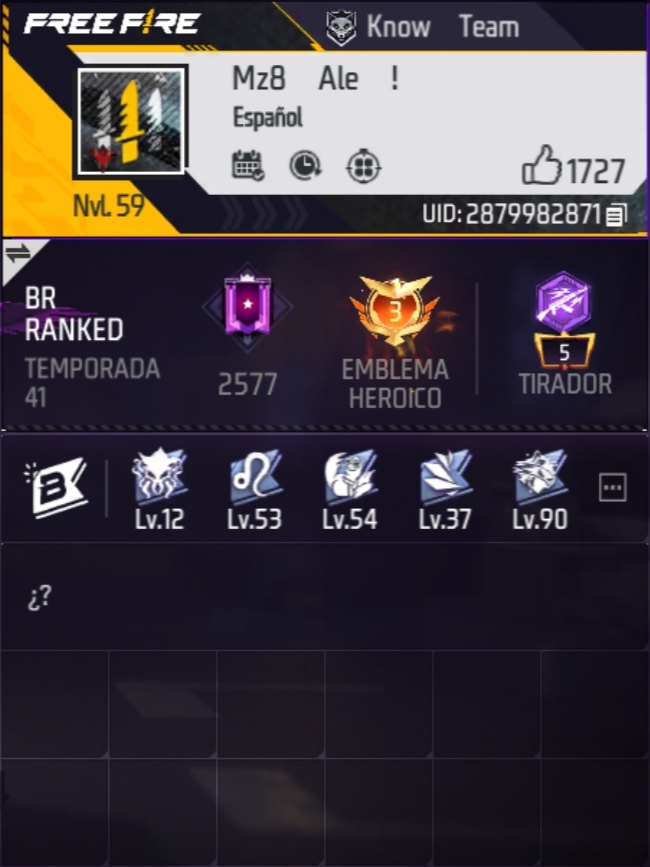 FREE FIRE
Know Team
Mz8 Ale !
Español
1727
Nvl. 59
UID: 2879982871
BR
RANKED
TEMPORADA
41
2577
3
EMBLEMA
HEROICO
5
TIRADOR
B
Lv.12 Lv.53 Lv.54 Lv.37 Lv.90
¿?